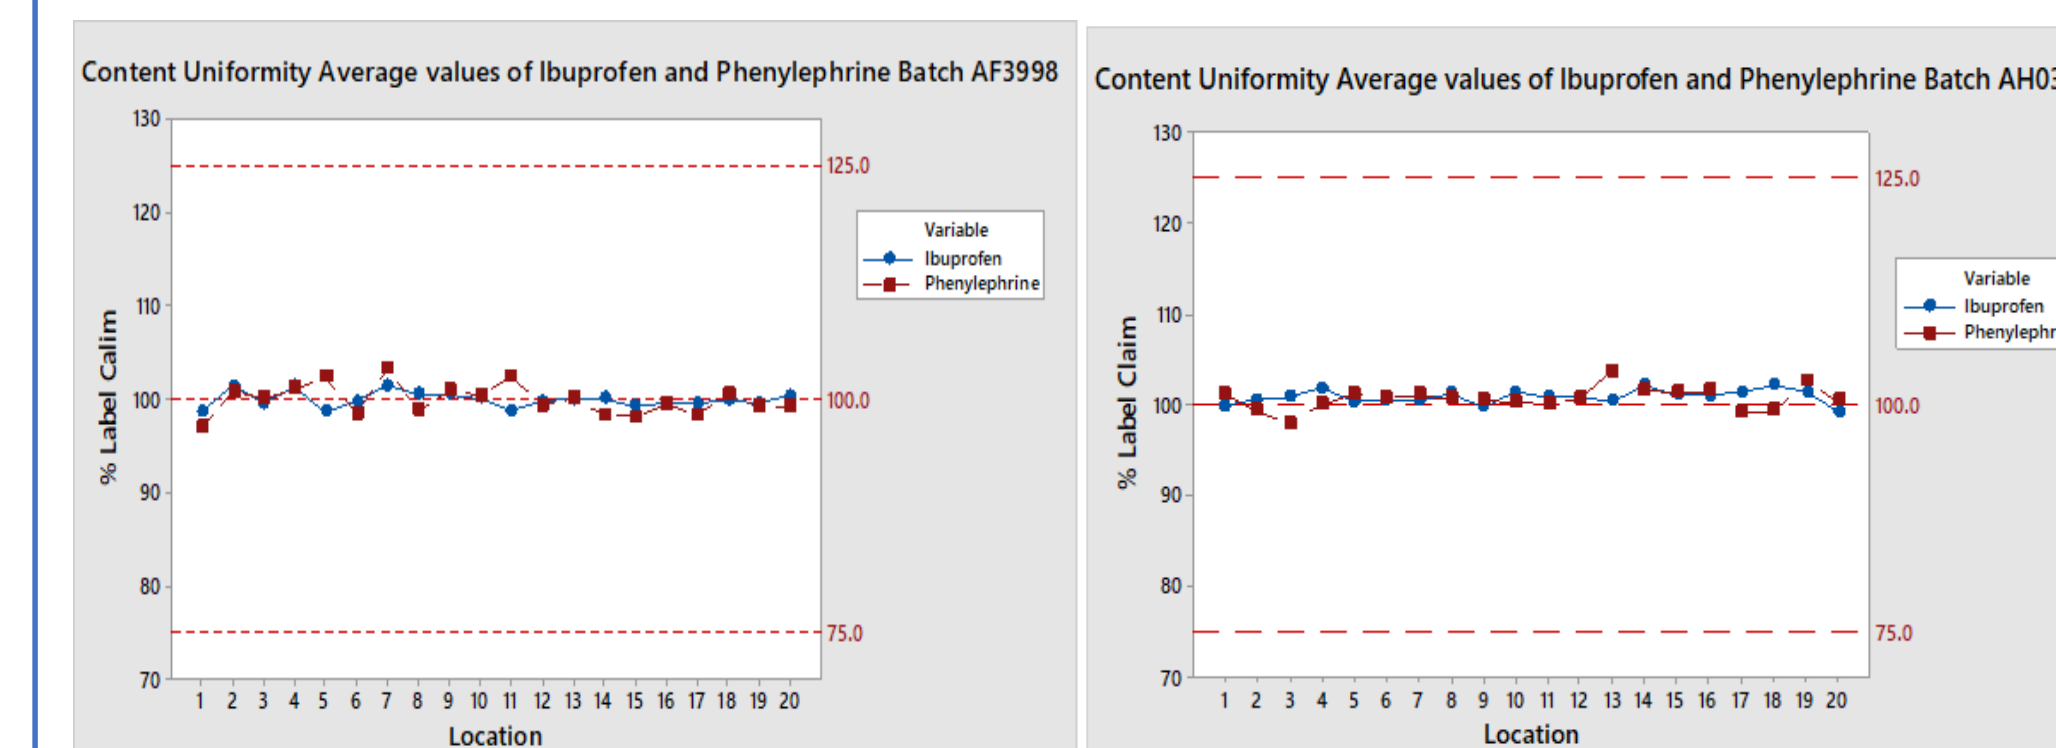 Content Uniformity Average values of Ibuprofen and Phenylephrine Batch AF3998
130
120
110
100
90
80
70
125.0
100.0
75.0
% Label Calim
Variable
Ibuprofen
Phenylephrine
1 2 3 4 5 6 7 8 9 10 11 12 13 14 15 16 17 18 19 20
Location
Content Uniformity Average values of Ibuprofen and Phenylephrine Batch AH03
130
120
110
100
90
80
70
125.0
100.0
75.0
% Label Claim
Variable
Ibuprofen
Phenylephr
1 2 3 4 5 6 7 8 9 10 11 12 13 14 15 16 17 18 19 20
Location